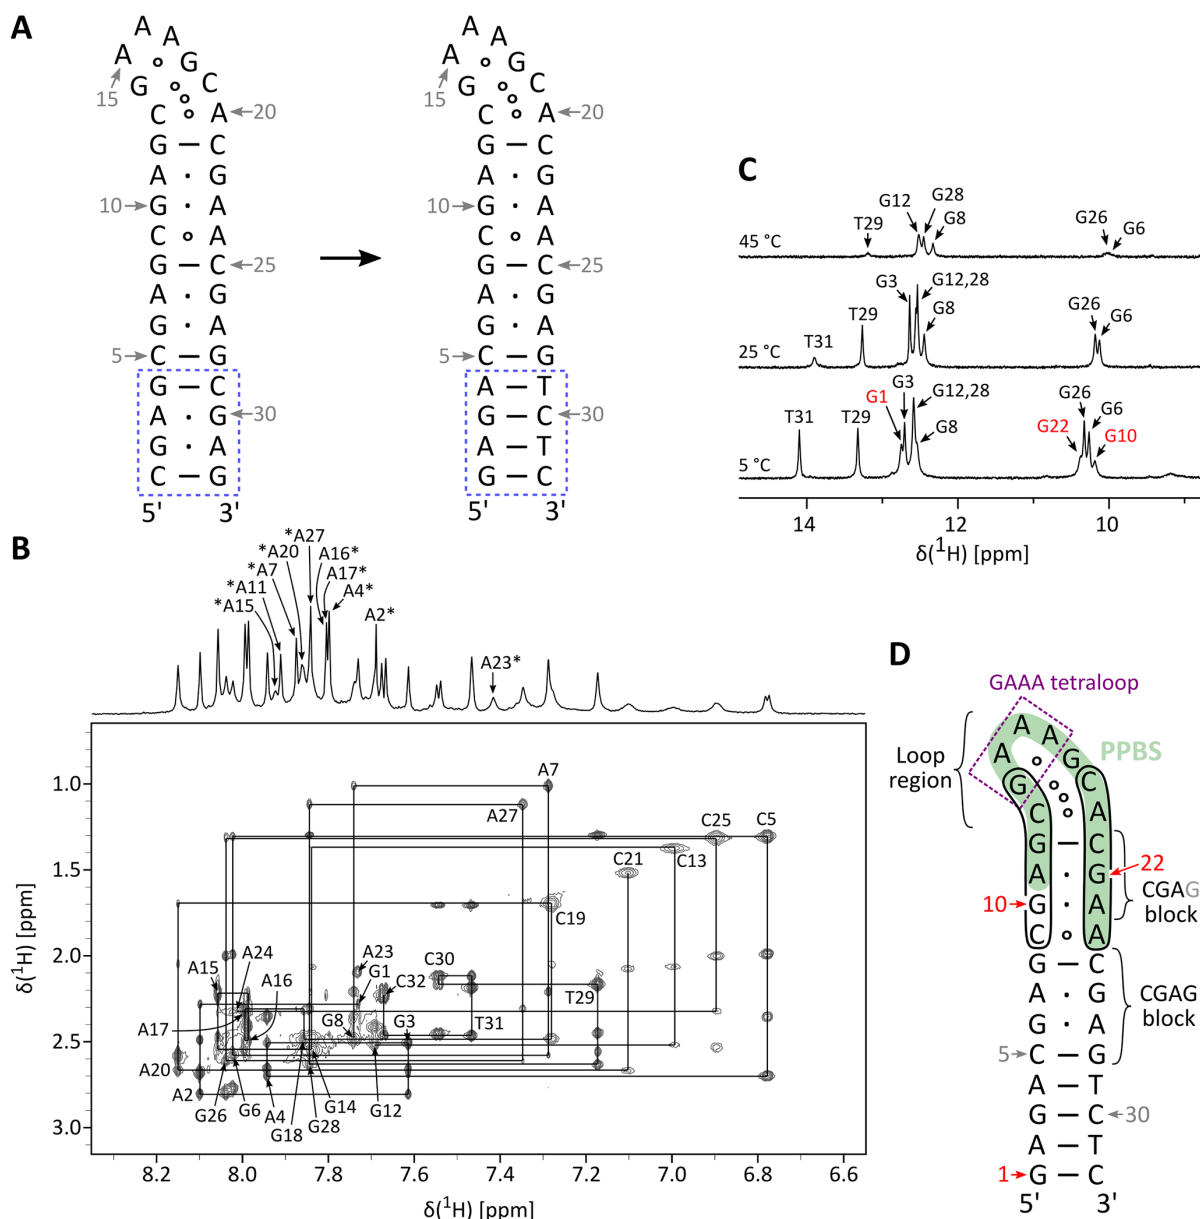 A
A
A A
A G
G C
15
C A 20
G — C
A · G
10 G · A
C A
G — C 25
A · G
G · A
5 C — G
G — C
A · G 30
G · A
C — G
5' 3'
A
A A
A G
G C
15
C A 20
G — C
A · G
10 G · A
C A
G — C 25
A · G
G · A
5 C — G
A — T
G — C 30
A — T
G — C
5' 3'
C
45 °C
T29
G12
G28
G8
G26
G6
25 °C
T31
T29
G3
G12,28
G8
G26
G6
5 °C
T31
T29
G1
G3
G12,28
G8
G22
G26
G6
G10
14 12 10
δ(¹H) [ppm]
B
*A27
*A20
A16*
*A7
A17*
*A11
A4*
*A15
A2*
A23*
A7
A27
C25
C5
C21
C13
C19
A23
A24
G1
C30
A15
A16
C32
T29
A17
G8
G3
T31
A20
A2
G14
G12
G26
G6
A4
G28
G18
1.0
1.5
2.0
2.5
3.0
δ(¹H) [ppm]
8.2 8.0 7.8 7.6 7.4 7.2 7.0 6.8 6.6
δ(¹H) [ppm]
D
GAAA tetraloop
PPBS
Loop
region
A A
A G
G C
C A
G — C
A · G 22
10 G · A
C A
CGAG
block
G — C
A · G
G · A
5 C — G
CGAG
block
A — T
G — C 30
A — T
1 G — C
5' 3'